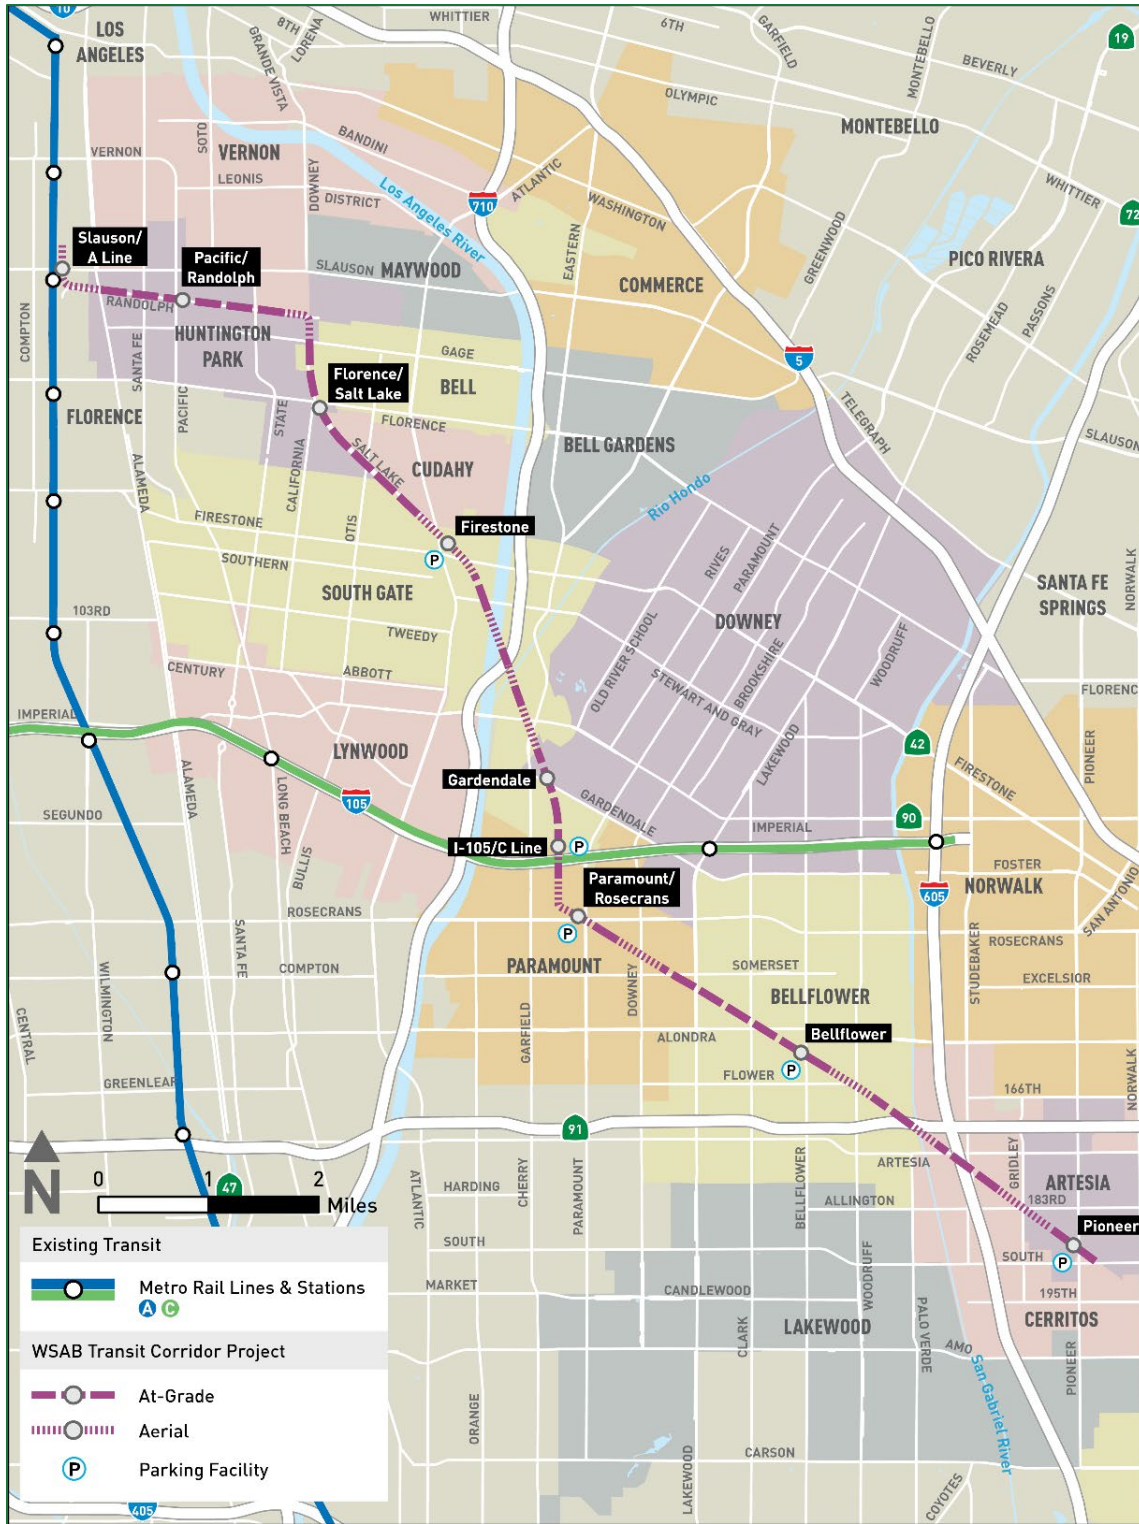 10
LOS
ANGELES
8TH
LORENA
GRANDE VISTA
WHITTIER
6TH
GARFIELD
MONTEBELLO
19
BEVERLY
OLYMPIC
MONTEBELLO
SOTO
VERNON
VERNON
BANDINI
LEONIS
DOWNEY
DISTRICT
Los Angeles River
710
ATLANTIC
WASHINGTON
WHITTIER
72
Slauson/
A Line
Pacific/
Randolph
SLAUSON
MAYWOOD
EASTERN
COMMERCE
GREENWOOD
PICO RIVERA
ROSEMEAD
PASSONS
COMPTON
RANDOLPH
HUNTINGTON
PARK
SANTA FE
GAGE
5
Florence/
Salt Lake
BELL
FLORENCE
PACIFIC
STATE
FLORENCE
TELEGRAPH
SLAUSON
ALAMEDA
CALIFORNIA
SALT LAKE
CUDAHY
BELL GARDENS
Rio Hondo
FIRESTONE
OTIS
Firestone
P
SOUTHERN
RIVES
PARAMOUNT
NORWALK
SOUTH GATE
SANTA FE
SPRINGS
103RD
TWEEDY
OLD RIVER SCHOOL
DOWNEY
WOODRUFF
CENTURY
ABBOTT
STEWART AND GRAY
BROOKSHIRE
FLORENC
IMPERIAL
LYNWOOD
LAKEWOOD
42
PIONEER
FIRESTONE
ALAMEDA
LONG BEACH
105
Gardendale
GARDENDALE
SEGUNDO
BULLIS
I-105/C Line
P
IMPERIAL
90
FOSTER
Paramount/
Rosecrans
605
NORWALK
SAN ANTONIO
ROSECRANS
P
ROSECRANS
SANTA FE
COMPTON
PARAMOUNT
DOWNEY
SOMERSET
STUDEBAKER
EXCELSIOR
WILMINGTON
BELLFLOWER
CENTRAL
GARFIELD
ALONDRA
Bellflower
GREENLEAF
FLOWER
P
166TH
NORWALK
91
N
0
1
2
Miles
47
ATLANTIC
HARDING
CHERRY
PARAMOUNT
BELLFLOWER
ARTESIA
GRIDLEY
ARTESIA
ALLINGTON
183RD
Pioneer
SOUTH
WOODRUFF
SOUTH
P
MARKET
CANDLEWOOD
195TH
LAKEWOOD
CLARK
PALO VERDE
CERRITOS
AMO
PIONEER
San Gabriel River
ORANGE
LAKEWOOD
CARSON
COYOTES
405
Existing Transit
Metro Rail Lines & Stations
A C
WSAB Transit Corridor Project
At-Grade
Aerial
P Parking Facility